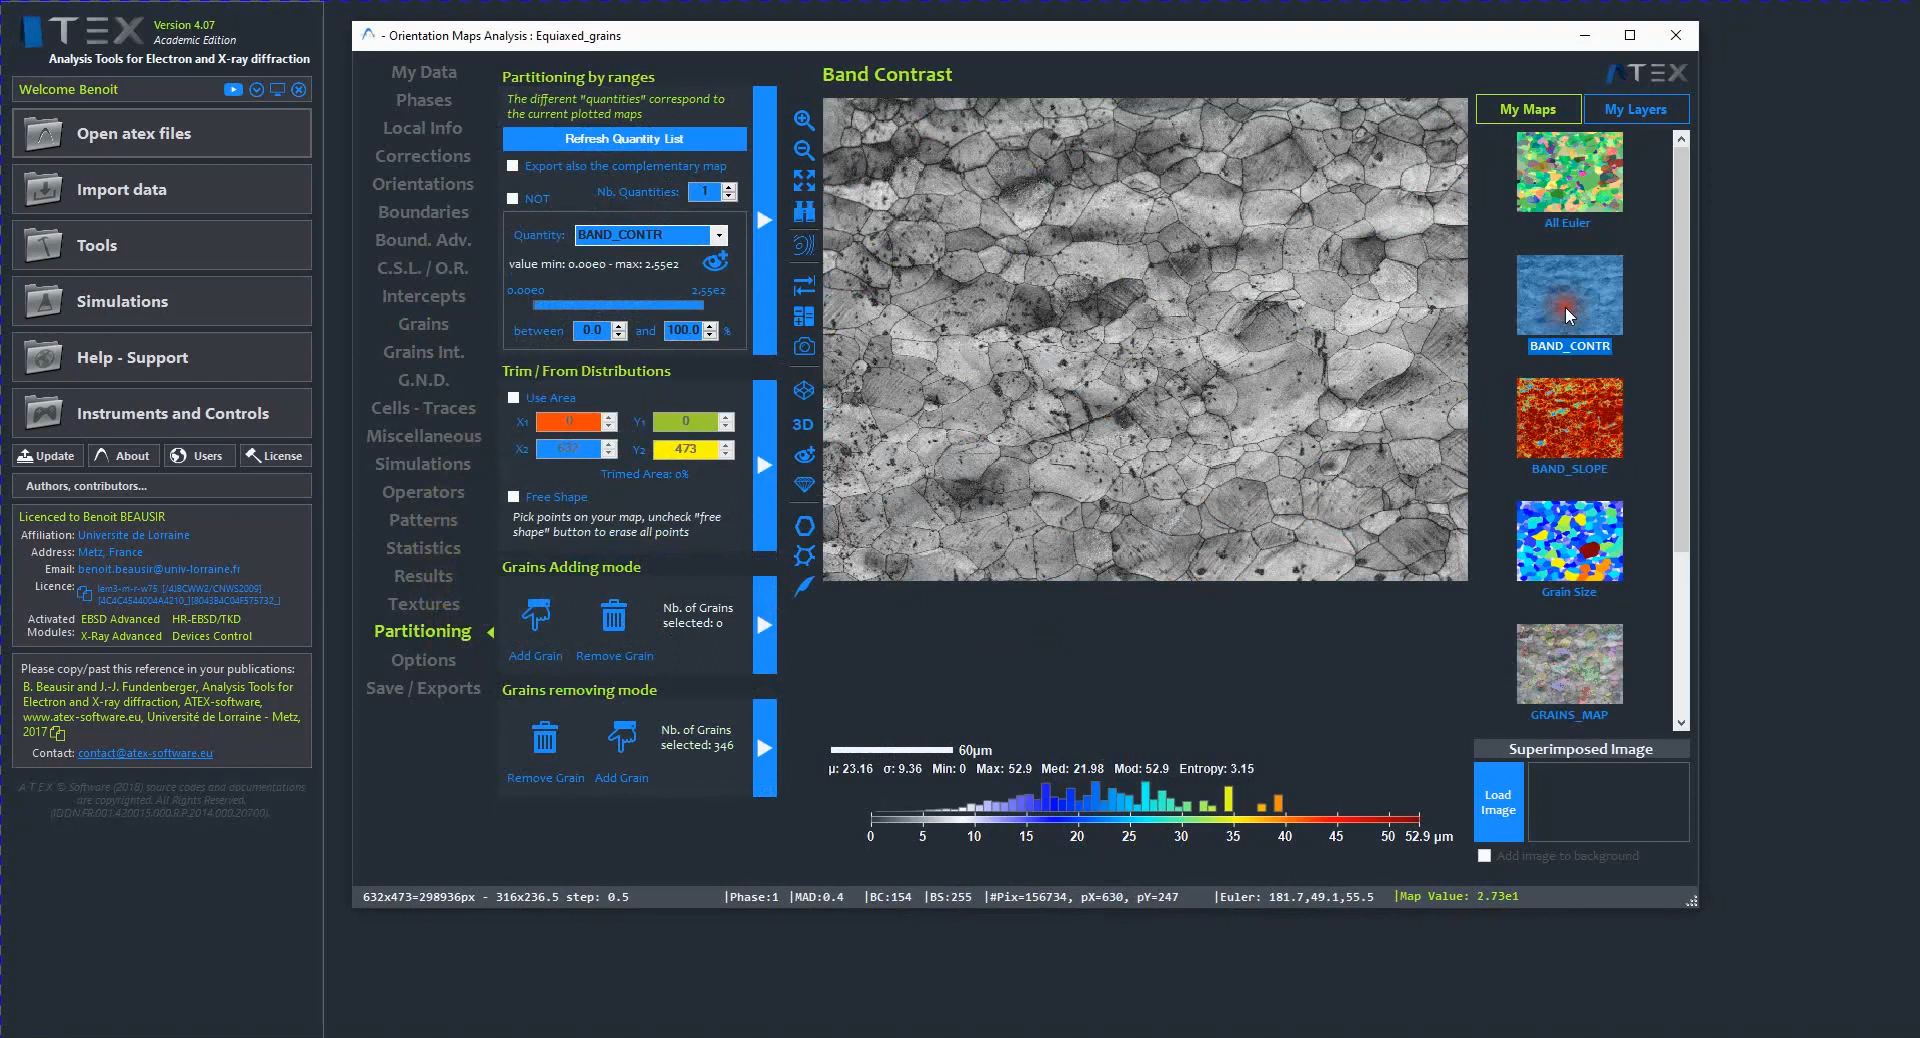 ATEX
Version 4.07
Academic Edition
Analysis Tools for Electron and X-ray diffraction
Welcome Benoit
Open atex files
Import data
Tools
Simulations
Help - Support
Instruments and Controls
Update
About
Users
License
Authors, contributors...
Licenced to Benoit BEAUSIR
Affiliation: Universite de Lorraine
Address: Metz, France
Email: benoit.beausir@univ-lorraine.fr
Licence:
Activated Modules:
EBSD Advanced HR-EBSD/TKD
X-Ray Advanced Devices Control
Please copy/past this reference in your publications:
B. Beausir and J.-J. Fundenberger, Analysis Tools for
Electron and X-ray diffraction, ATEX-software,
www.atex-software.eu, Université de Lorraine - Metz,
2017
Contact: contact@atex-software.eu
A T E X © Software (2018) source codes and documentations
are copyrighted. All Rights Reserved.
- Orientation Maps Analysis : Equiaxed_grains
My Data
Phases
Local Info
Corrections
Orientations
Boundaries
Bound. Adv.
C.S.L. / O.R.
Intercepts
Grains
Grains Int.
G.N.D.
Cells - Traces
Miscellaneous
Simulations
Operators
Patterns
Statistics
Results
Textures
Partitioning
Options
Save / Exports
Partitioning by ranges
The different "quantities" correspond to
the current plotted maps
Refresh Quantity List
Export also the complementary map
NOT
Nb. Quantities: 1
Quantity: BAND_CONTR
value min: 0.00e0 - max: 2.55e2
0.00e0 2.55e2
between 0.0 and 100.0 %
Trim / From Distributions
Use Area
X1 0 Y1 0
X2 632 Y2 473
Trimed Area: 0%
Free Shape
Pick points on your map, uncheck "free
shape" button to erase all points
Grains Adding mode
Nb. of Grains
selected: 0
Add Grain Remove Grain
Grains removing mode
Nb. of Grains
selected: 346
Remove Grain Add Grain
3D
Band Contrast
60µm
µ: 23.16 σ: 9.36 Min: 0 Max: 52.9 Med: 21.98 Mod: 52.9 Entropy: 3.15
0 5 10 15 20 25 30 35 40 45 50 52.9 µm
ATEX
My Maps
My Layers
All Euler
BAND_CONTR
BAND_SLOPE
Grain Size
GRAINS_MAP
Superimposed Image
Load
Image
Add image to background
632x473=298936px - 316x236.5 step: 0.5 |Phase:1 |MAD:0.4 |BC:154 |BS:255 |#Pix=156734, pX=630, pY=247 |Euler: 181.7,49.1,55.5 |Map Value: 2.73e1